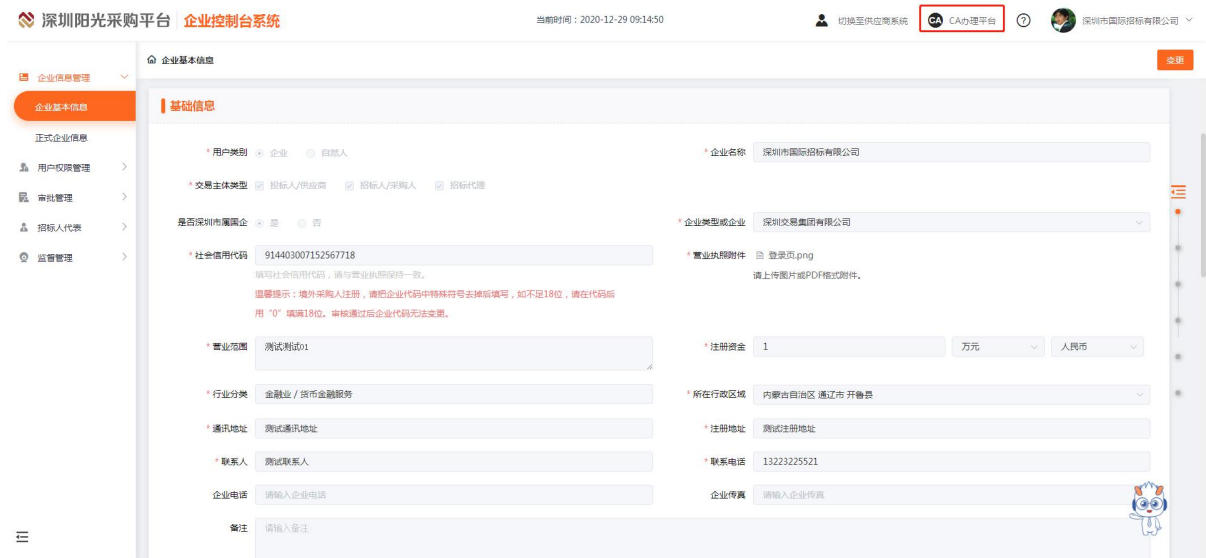 深圳阳光采购平台 企业控制台系统 当前时间：2020-12-29 09:14:50 切换至供应商系统 CA CA办理平台 ? 深圳市国际招标有限公司
企业信息管理 企业基本信息 变更
企业基本信息 基础信息
正式企业信息
用户权限管理
审批管理
招标人代表
监督管理
* 用户类别 企业 自然人 * 企业名称 深圳市国际招标有限公司
* 交易主体类型 投标人/供应商 招标人/采购人 招标代理
是否深圳市属国企 是 否 * 企业类型或企业 深圳交易集团有限公司
* 社会信用代码 914403007152567718 * 营业执照附件 登录页.png
填写社会信用代码，请与营业执照保持一致。 请上传图片或PDF格式附件。
温馨提示：境外采购人注册，请把企业代码中特殊符号去掉后填写，如不足18位，请在代码后
用“0”填满18位。审核通过后企业代码无法变更。
* 营业范围 测试测试01 * 注册资金 1 万元 人民币
* 行业分类 金融业 / 货币金融服务 * 所在行政区域 内蒙古自治区 通辽市 开鲁县
* 通讯地址 测试通讯地址 * 注册地址 测试注册地址
* 联系人 测试联系人 * 联系电话 13223225521
企业电话 请输入企业电话 企业传真 请输入企业传真
备注 请输入备注